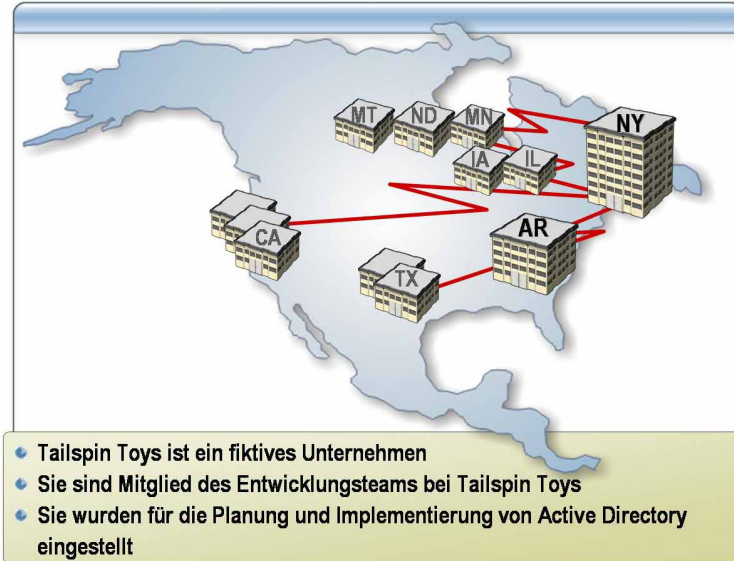 MT
ND
MN
NY
IA
IL
CA
AR
TX
Tailspin Toys ist ein fiktives Unternehmen
Sie sind Mitglied des Entwicklungsteams bei Tailspin Toys
Sie wurden für die Planung und Implementierung von Active Directory
eingestellt